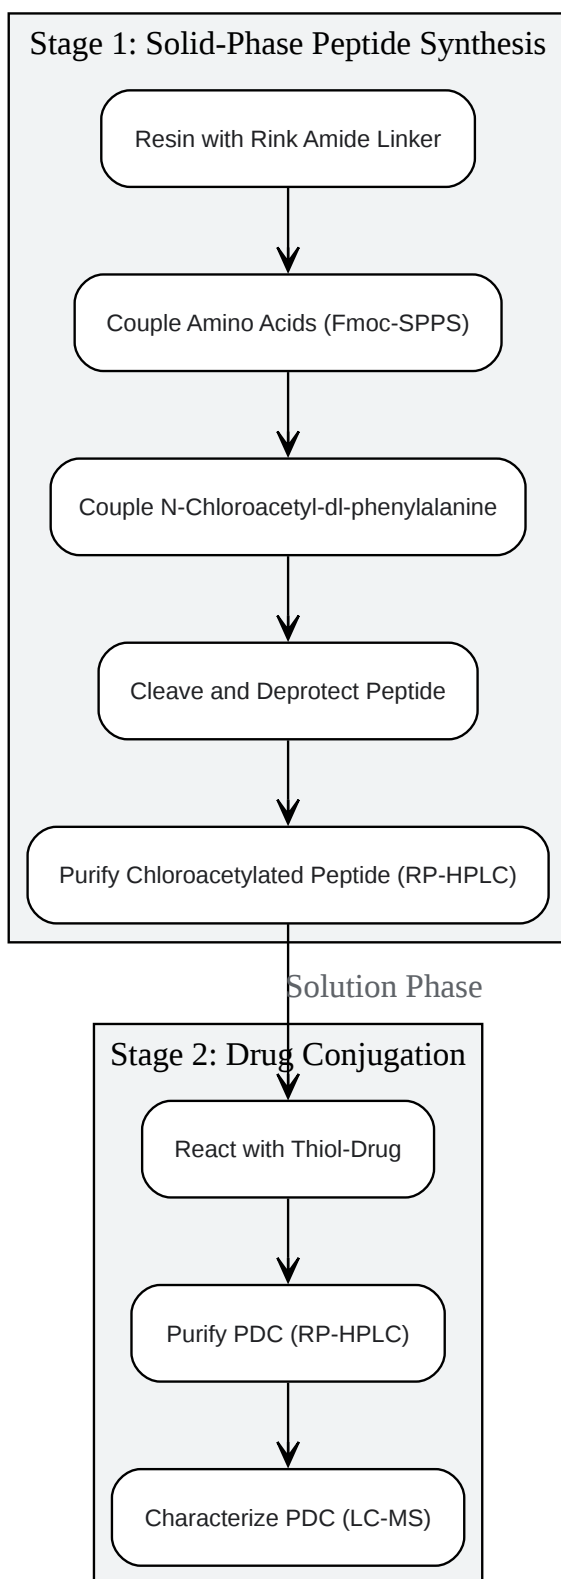 Stage 1: Solid-Phase Peptide Synthesis
Resin with Rink Amide Linker
Couple Amino Acids (Fmoc-SPPS)
Couple N-Chloroacetyl-dl-phenylalanine
Cleave and Deprotect Peptide
Purify Chloroacetylated Peptide (RP-HPLC)
Solution Phase
Stage 2: Drug Conjugation
React with Thiol-Drug
Purify PDC (RP-HPLC)
Characterize PDC (LC-MS)